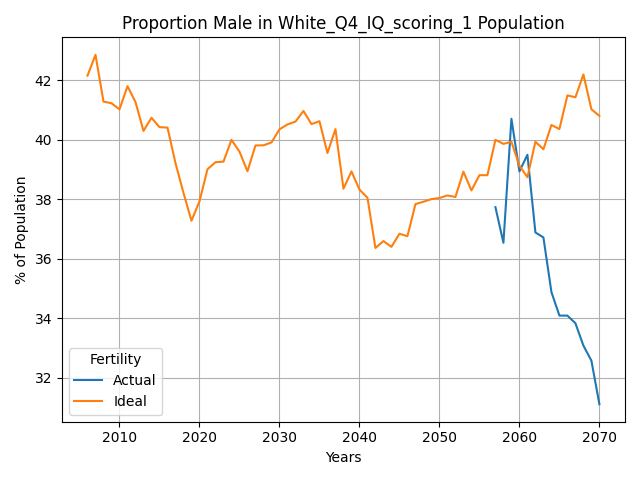 Proportion Male in White_Q4_IQ_scoring_1 Population
% of Population
42
40
38
36
34
32
Fertility
Actual
Ideal
2010 2020 2030 2040 2050 2060 2070
Years